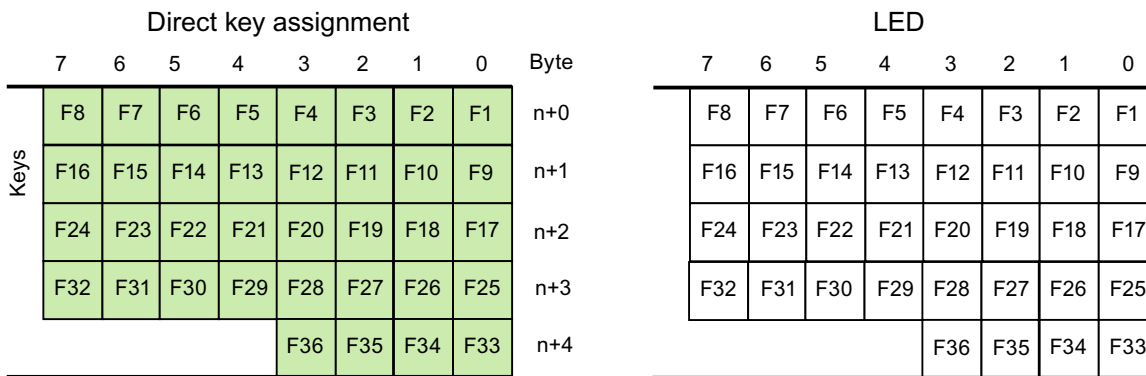 Direct key assignment LED
7 6 5 4 3 2 1 0 Byte 7 6 5 4 3 2 1 0
Keys
F8 F7 F6 F5 F4 F3 F2 F1 n+0 F8 F7 F6 F5 F4 F3 F2 F1
F16 F15 F14 F13 F12 F11 F10 F9 n+1 F16 F15 F14 F13 F12 F11 F10 F9
F24 F23 F22 F21 F20 F19 F18 F17 n+2 F24 F23 F22 F21 F20 F19 F18 F17
F32 F31 F30 F29 F28 F27 F26 F25 n+3 F32 F31 F30 F29 F28 F27 F26 F25
F36 F35 F34 F33 n+4 F36 F35 F34 F33